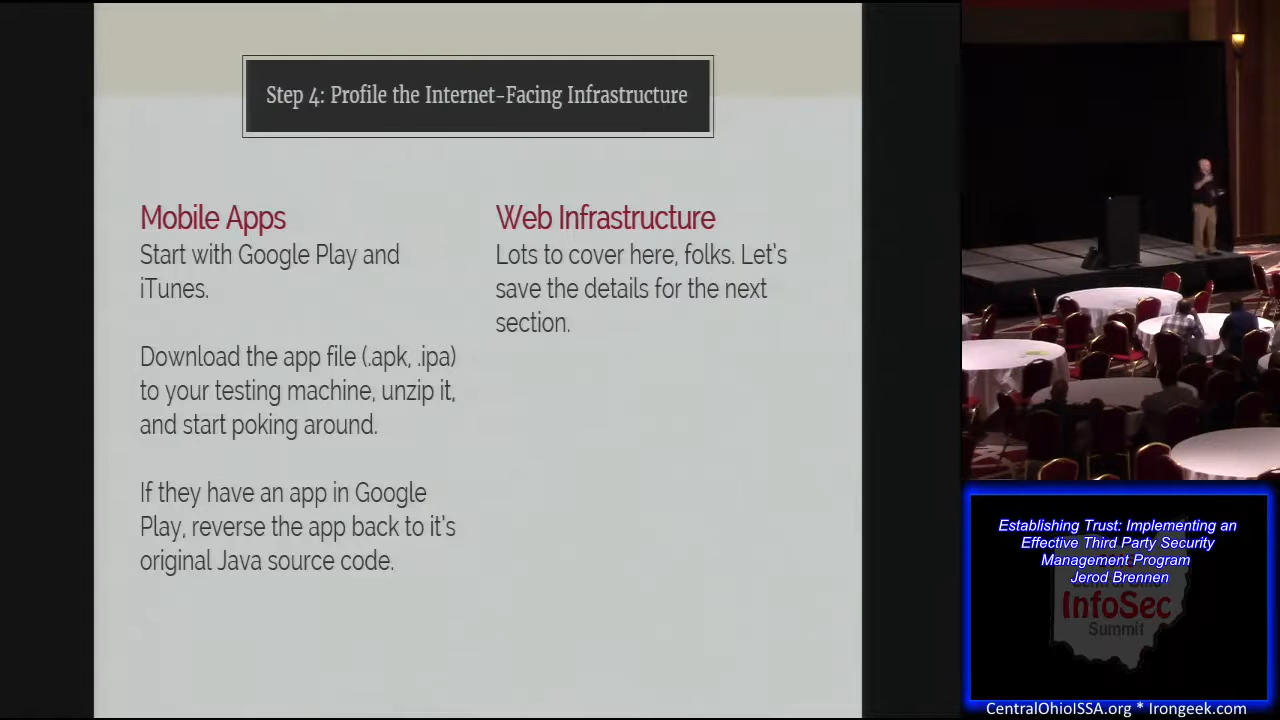 Step 4: Profile the Internet-Facing Infrastructure
Mobile Apps
Start with Google Play and
iTunes.
Download the app file (.apk, .ipa)
to your testing machine, unzip it,
and start poking around.
If they have an app in Google
Play, reverse the app back to it's
original Java source code.
Web Infrastructure
Lots to cover here, folks. Let's
save the details for the next
section.
Establishing Trust: Implementing an
Effective Third Party Security
Management Program
Jerod Brennen
InfoSec
Summit
CentralOhioISSA.org * Irongeek.com